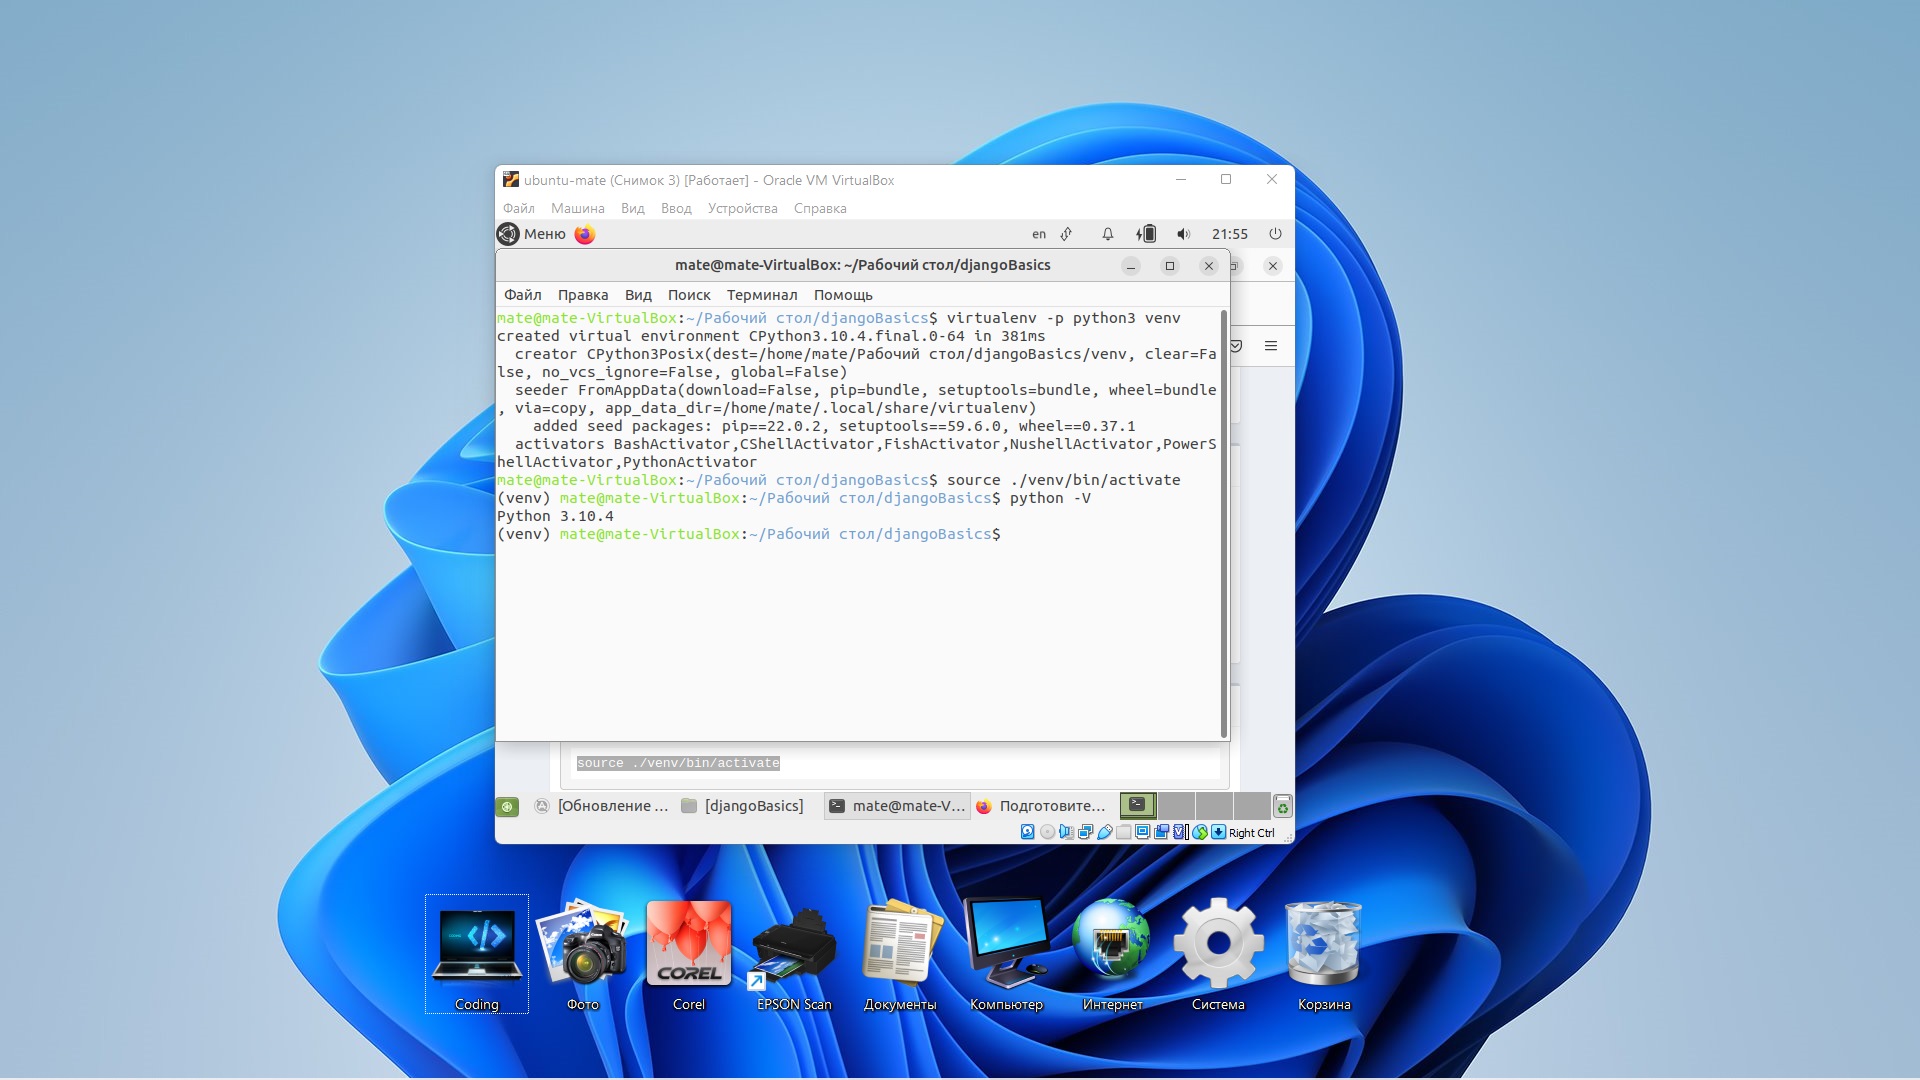 ubuntu-mate (Снимок 3) [Работает] - Oracle VM VirtualBox
Файл Машина Вид Ввод Устройства Справка
Меню en 21:55
mate@mate-VirtualBox: ~/Рабочий стол/djangoBasics
Файл Правка Вид Поиск Терминал Помощь
mate@mate-VirtualBox:~/Рабочий стол/djangoBasics$ virtualenv -p python3 venv
created virtual environment CPython3.10.4.final.0-64 in 381ms
  creator CPython3Posix(dest=/home/mate/Рабочий стол/djangoBasics/venv, clear=Fa
lse, no_vcs_ignore=False, global=False)
  seeder FromAppData(download=False, pip=bundle, setuptools=bundle, wheel=bundle
, via=copy, app_data_dir=/home/mate/.local/share/virtualenv)
    added seed packages: pip==22.0.2, setuptools==59.6.0, wheel==0.37.1
  activators BashActivator,CShellActivator,FishActivator,NushellActivator,PowerS
hellActivator,PythonActivator
mate@mate-VirtualBox:~/Рабочий стол/djangoBasics$ source ./venv/bin/activate
(venv) mate@mate-VirtualBox:~/Рабочий стол/djangoBasics$ python -V
Python 3.10.4
(venv) mate@mate-VirtualBox:~/Рабочий стол/djangoBasics$
source ./venv/bin/activate
[Обновление ... [djangoBasics] mate@mate-V... Подготовите...
Right Ctrl
COREL
Coding Фото Corel EPSON Scan Документы Компьютер Интернет Система Корзина